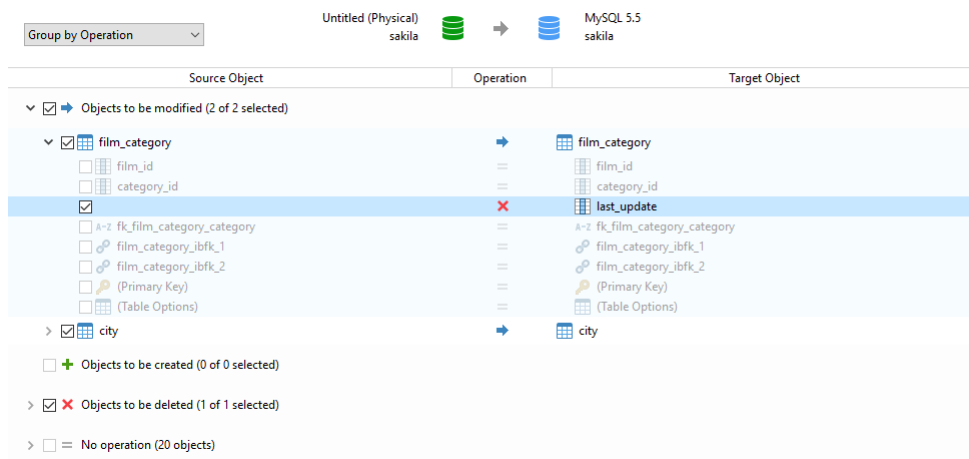 Group by Operation
Untitled (Physical)
sakila
MySQL 5.5
sakila
Source Object Operation Target Object
Objects to be modified (2 of 2 selected)
film_category film_category
film_id = film_id
category_id = category_id
last_update
A-Z fk_film_category_category = A-Z fk_film_category_category
film_category_ibfk_1 = film_category_ibfk_1
film_category_ibfk_2 = film_category_ibfk_2
(Primary Key) = (Primary Key)
(Table Options) = (Table Options)
city city
Objects to be created (0 of 0 selected)
Objects to be deleted (1 of 1 selected)
= No operation (20 objects)